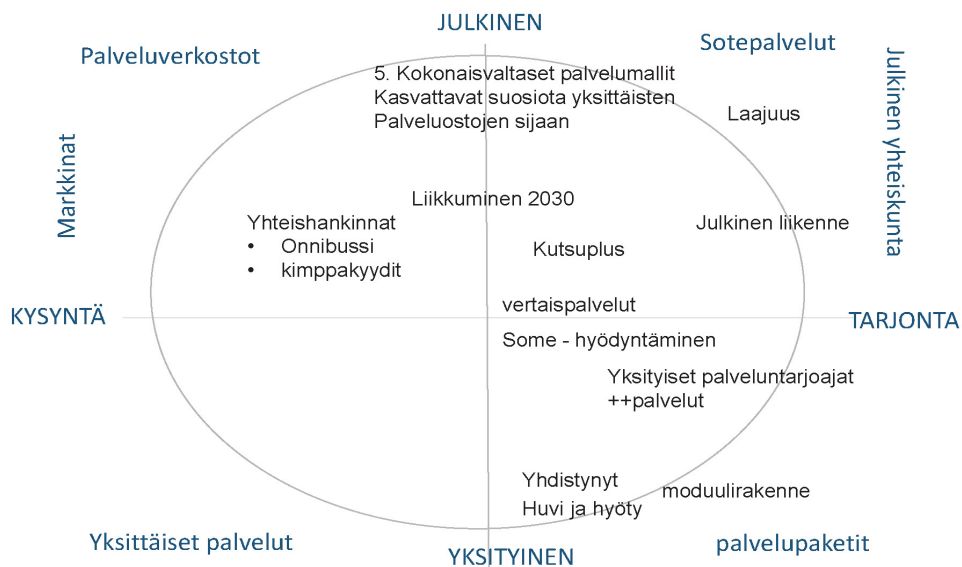 JULKINEN
Palveluverkostot
Sotepalvelut
5. Kokonaisvaltaset palvelumallit
Kasvattavat suosiota yksittäisten
Palveluostojen sijaan
Laajuus
Julkinen yhteiskunta
Markkinat
Liikkuminen 2030
Yhteishankinnat
• Onnibussi
• kimppakyydit
Julkinen liikenne
Kutsuplus
vertaispalvelut
KYSYNTÄ
TARJONTA
Some - hyödyntäminen
Yksityiset palveluntarjoajat
++palvelut
Yhdistynyt
Huvi ja hyöty
moduulirakenne
Yksittäiset palvelut
YKSITYINEN
palvelupaketit